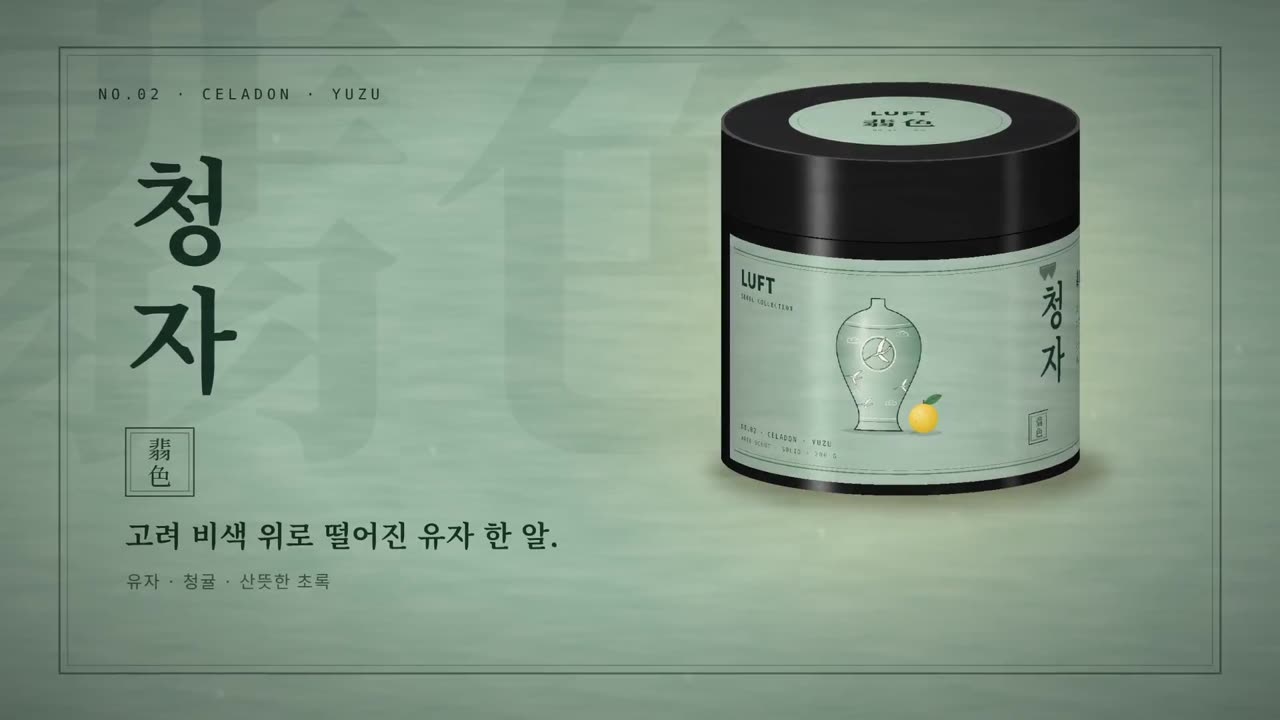 NO.02 · CELADON · YUZU
청자
翡色
고려 비색 위로 떨어진 유자 한 알.
유자 · 청귤 · 산뜻한 초록
LUFT
翡色
LUFT
청자
翡色
NO.02 · CELADON · YUZU